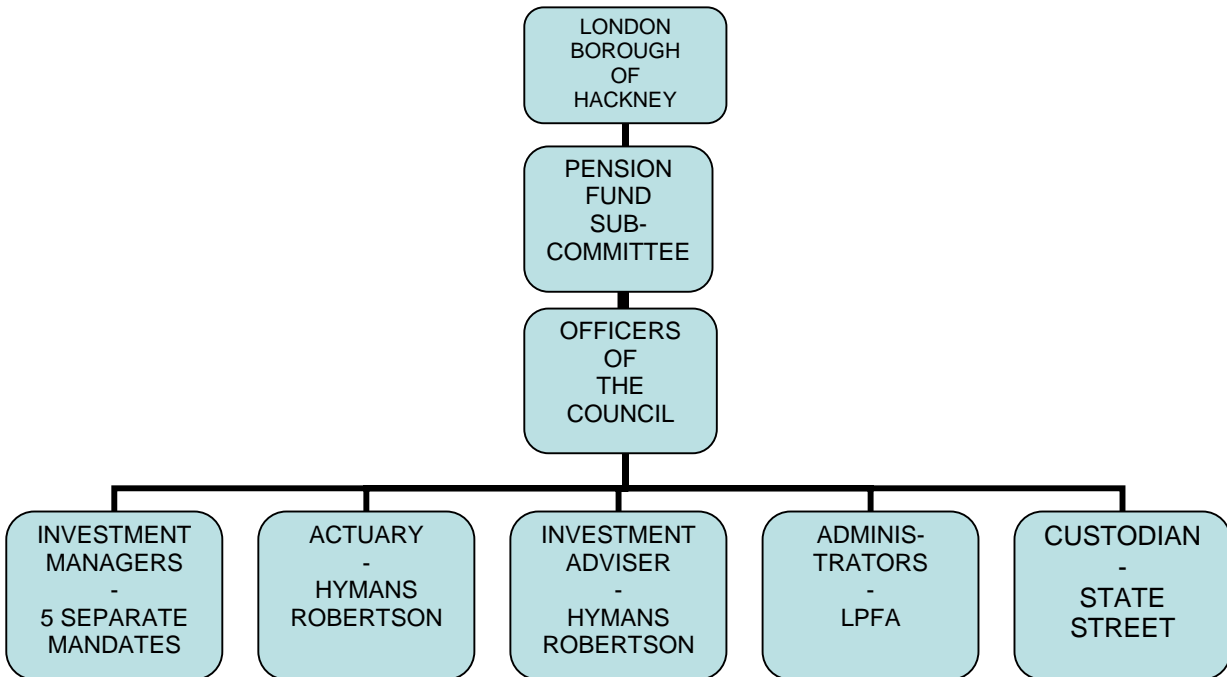 LONDON
BOROUGH
OF
HACKNEY
PENSION
FUND
SUB-
COMMITTEE
OFFICERS
OF
THE
COUNCIL
INVESTMENT
MANAGERS
-
5 SEPARATE
MANDATES
ACTUARY
-
HYMANS
ROBERTSON
INVESTMENT
ADVISER
-
HYMANS
ROBERTSON
ADMINIS-
TRATORS
-
LPFA
CUSTODIAN
-
STATE
STREET